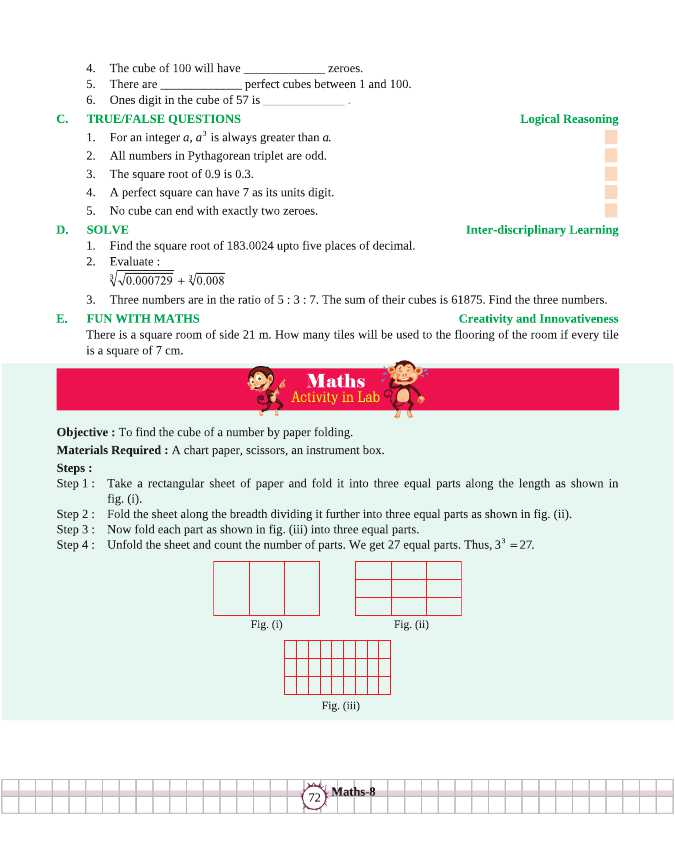 4. The cube of 100 will have _____________ zeroes.
5. There are _____________ perfect cubes between 1 and 100.
6. Ones digit in the cube of 57 is _____________ .
C. TRUE/FALSE QUESTIONS Logical Reasoning
1. For an integer a, a³ is always greater than a.
2. All numbers in Pythagorean triplet are odd.
3. The square root of 0.9 is 0.3.
4. A perfect square can have 7 as its units digit.
5. No cube can end with exactly two zeroes.
D. SOLVE Inter-discriplinary Learning
1. Find the square root of 183.0024 upto five places of decimal.
2. Evaluate :
∛√0.000729 + ∛0.008
3. Three numbers are in the ratio of 5 : 3 : 7. The sum of their cubes is 61875. Find the three numbers.
E. FUN WITH MATHS Creativity and Innovativeness
There is a square room of side 21 m. How many tiles will be used to the flooring of the room if every tile
is a square of 7 cm.
Maths
Activity in Lab
Objective : To find the cube of a number by paper folding.
Materials Required : A chart paper, scissors, an instrument box.
Steps :
Step 1 : Take a rectangular sheet of paper and fold it into three equal parts along the length as shown in
fig. (i).
Step 2 : Fold the sheet along the breadth dividing it further into three equal parts as shown in fig. (ii).
Step 3 : Now fold each part as shown in fig. (iii) into three equal parts.
Step 4 : Unfold the sheet and count the number of parts. We get 27 equal parts. Thus, 3³ = 27.
Fig. (i) Fig. (ii)
Fig. (iii)
72 Maths-8